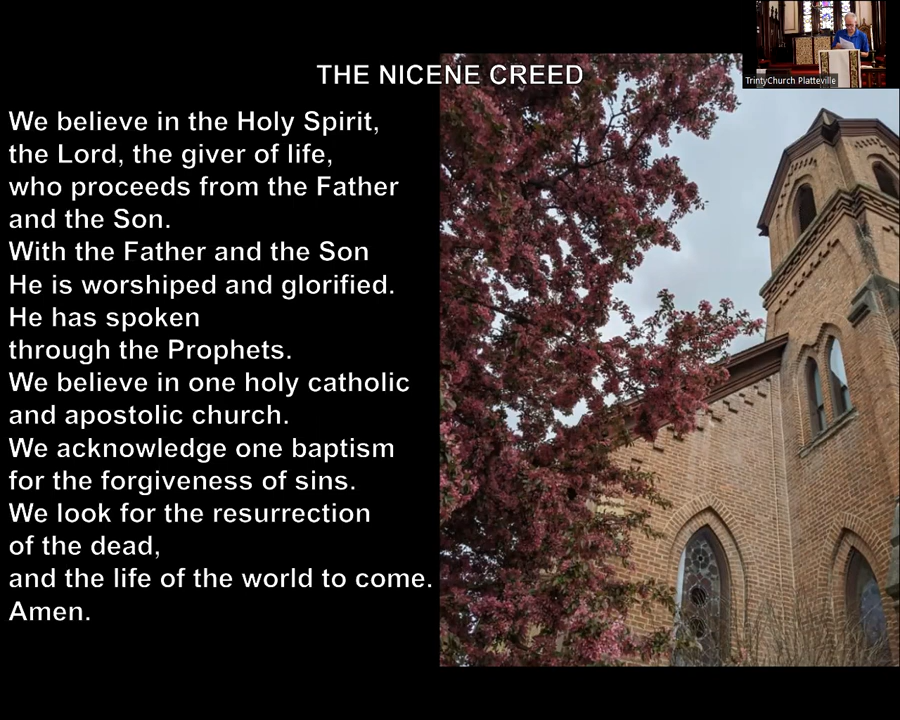 THE NICENE CREED
TrintyChurch Platteville
We believe in the Holy Spirit,
the Lord, the giver of life,
who proceeds from the Father
and the Son.
With the Father and the Son
He is worshiped and glorified.
He has spoken
through the Prophets.
We believe in one holy catholic
and apostolic church.
We acknowledge one baptism
for the forgiveness of sins.
We look for the resurrection
of the dead,
and the life of the world to come.
Amen.